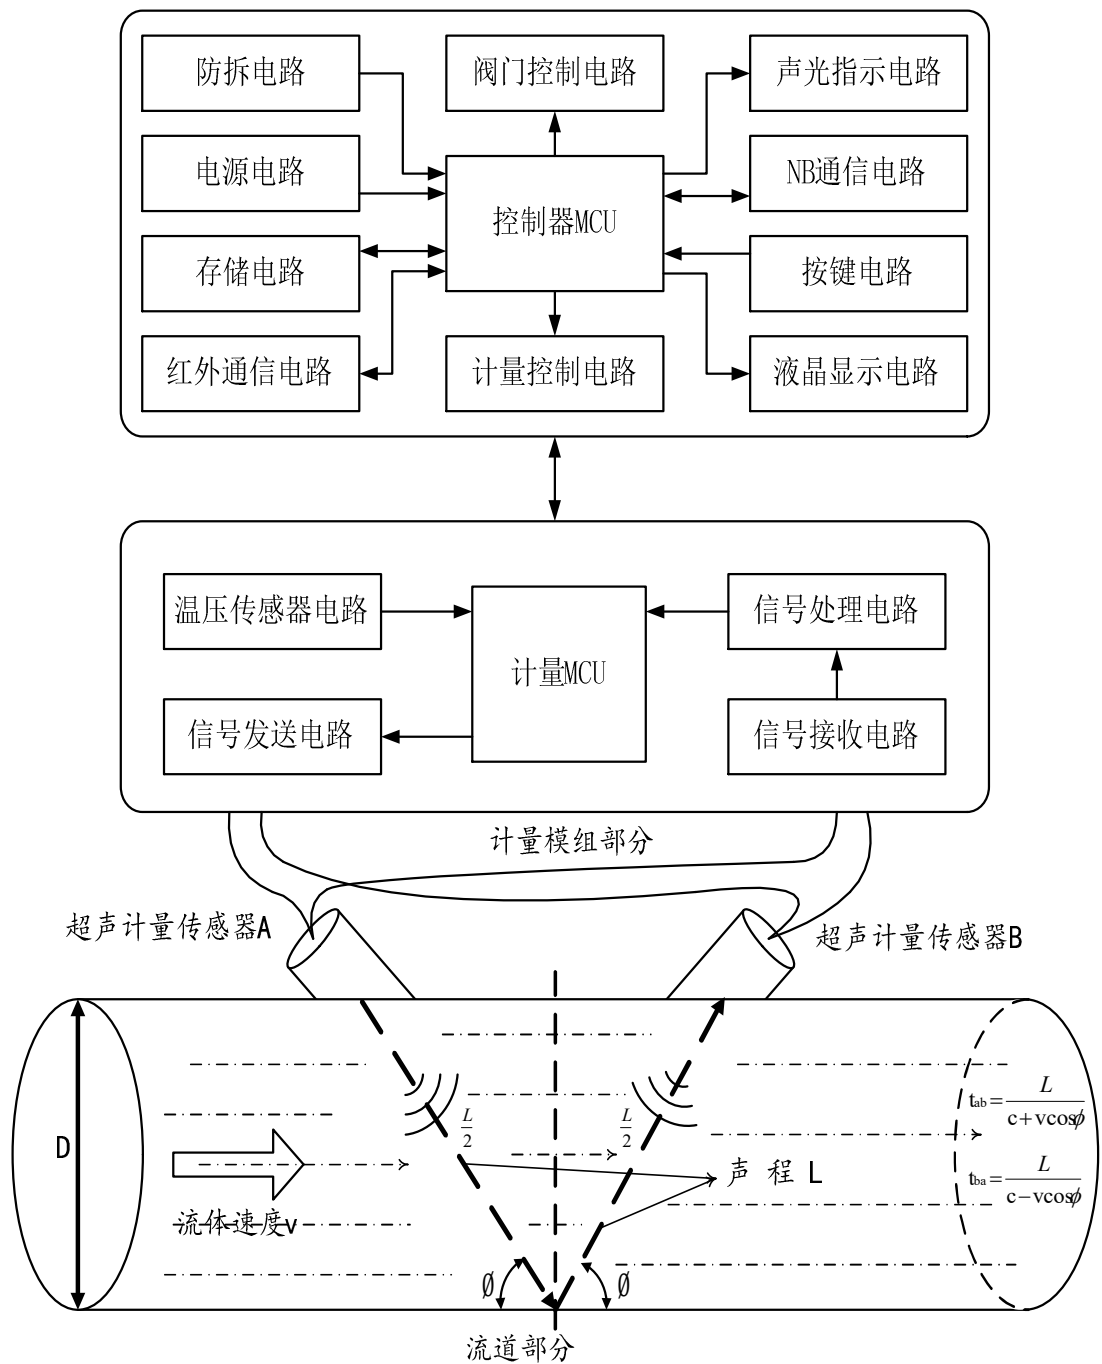 防拆电路
阀门控制电路
声光指示电路
电源电路
NB通信电路
控制器MCU
存储电路
按键电路
红外通信电路
计量控制电路
液晶显示电路
温压传感器电路
信号处理电路
计量MCU
信号发送电路
信号接收电路
计量模组部分
超声计量传感器A
超声计量传感器B
D
L/2
L/2
t_ab=L/(c+vcosϕ)
声程L
t_ba=L/(c-vcosϕ)
流体速度v
Ø
Ø
流道部分